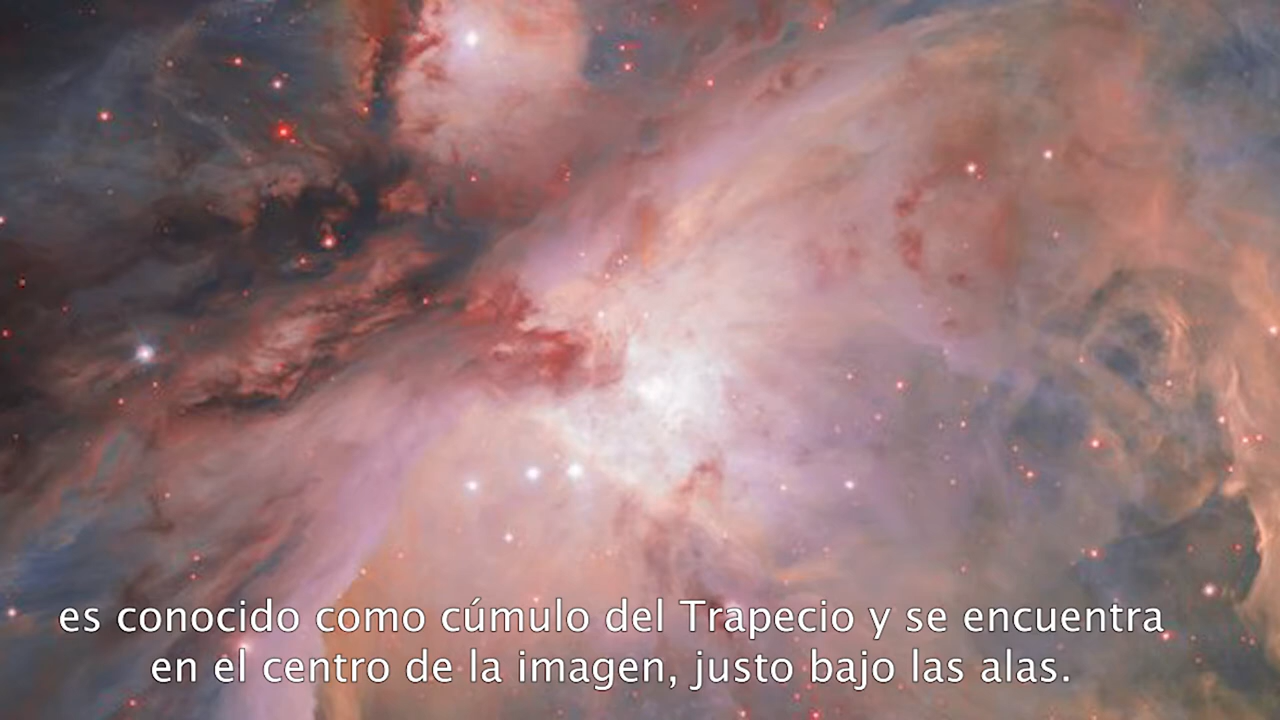 es conocido como cúmulo del Trapecio y se encuentra
en el centro de la imagen, justo bajo las alas.